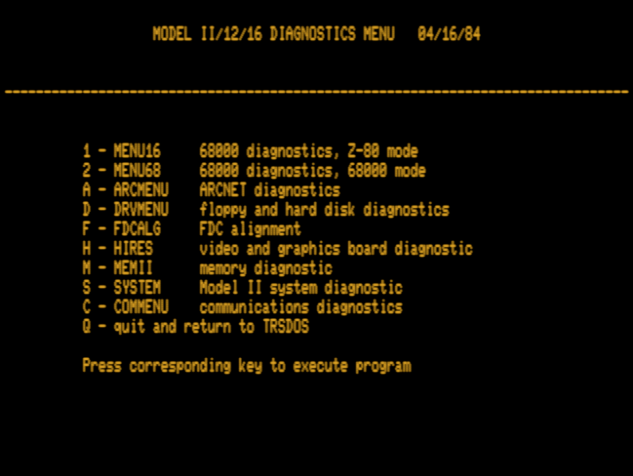 MODEL II/12/16 DIAGNOSTICS MENU 04/16/84
--------------------------------------------------------------------------------
1 - MENU16 68000 diagnostics, Z-80 mode
2 - MENU68 68000 diagnostics, 68000 mode
A - ARCMENU ARCNET diagnostics
D - DRVMENU floppy and hard disk diagnostics
F - FDCALG FDC alignment
H - HIRES video and graphics board diagnostic
M - MEMII memory diagnostic
S - SYSTEM Model II system diagnostic
C - COMMENU communications diagnostics
Q - quit and return to TRSDOS
Press corresponding key to execute program